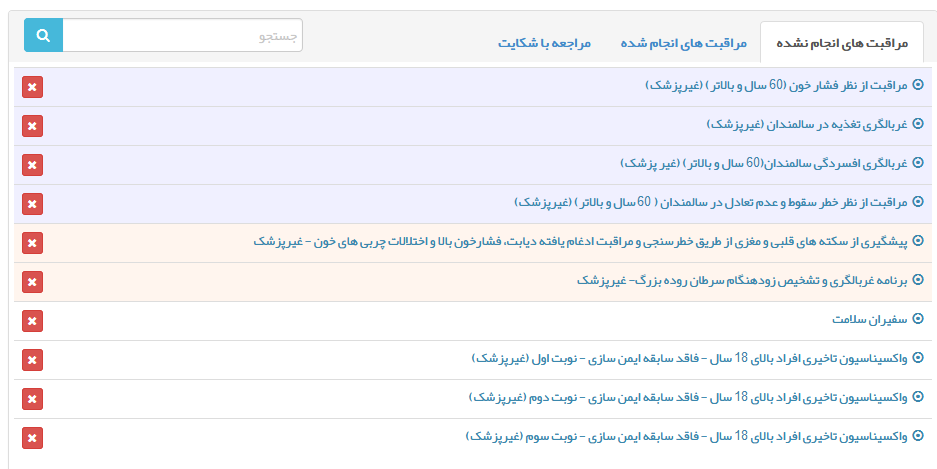 مراقبت های انجام نشده
مراقبت های انجام شده
مراجعه با شکایت
جستجو
مراقبت از نظر فشار خون (60 سال و بالاتر) (غیرپزشک)
غربالگری تغذیه در سالمندان (غیرپزشک)
غربالگری افسردگی سالمندان(60 سال و بالاتر) (غیر پزشک)
مراقبت از نظر خطر سقوط و عدم تعادل در سالمندان ( 60 سال و بالاتر) (غیرپزشک)
پیشگیری از سکته های قلبی و مغزی از طریق خطرسنجی و مراقبت ادغام یافته دیابت، فشارخون بالا و اختلالات چربی های خون - غیرپزشک
برنامه غربالگری و تشخیص زودهنگام سرطان روده بزرگ- غیرپزشک
سفیران سلامت
واکسیناسیون تاخیری افراد بالای 18 سال - فاقد سابقه ایمن سازی - نوبت اول (غیرپزشک)
واکسیناسیون تاخیری افراد بالای 18 سال - فاقد سابقه ایمن سازی - نوبت دوم (غیرپزشک)
واکسیناسیون تاخیری افراد بالای 18 سال - فاقد سابقه ایمن سازی - نوبت سوم (غیرپزشک)